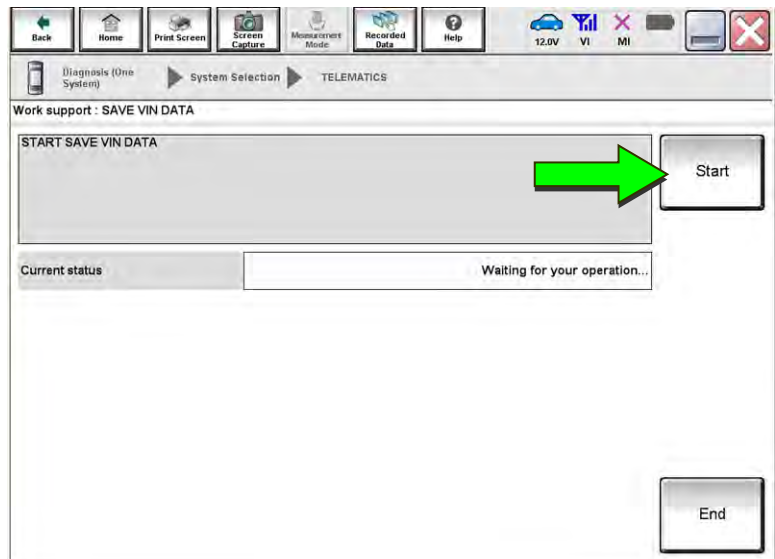 Back
Home
Print Screen
Screen
Capture
Measurement
Mode
Recorded
Data
Help
12.0V
VI
MI
Diagnosis (One
System)
System Selection
TELEMATICS
Work support : SAVE VIN DATA
START SAVE VIN DATA
Start
Current status
Waiting for your operation...
End